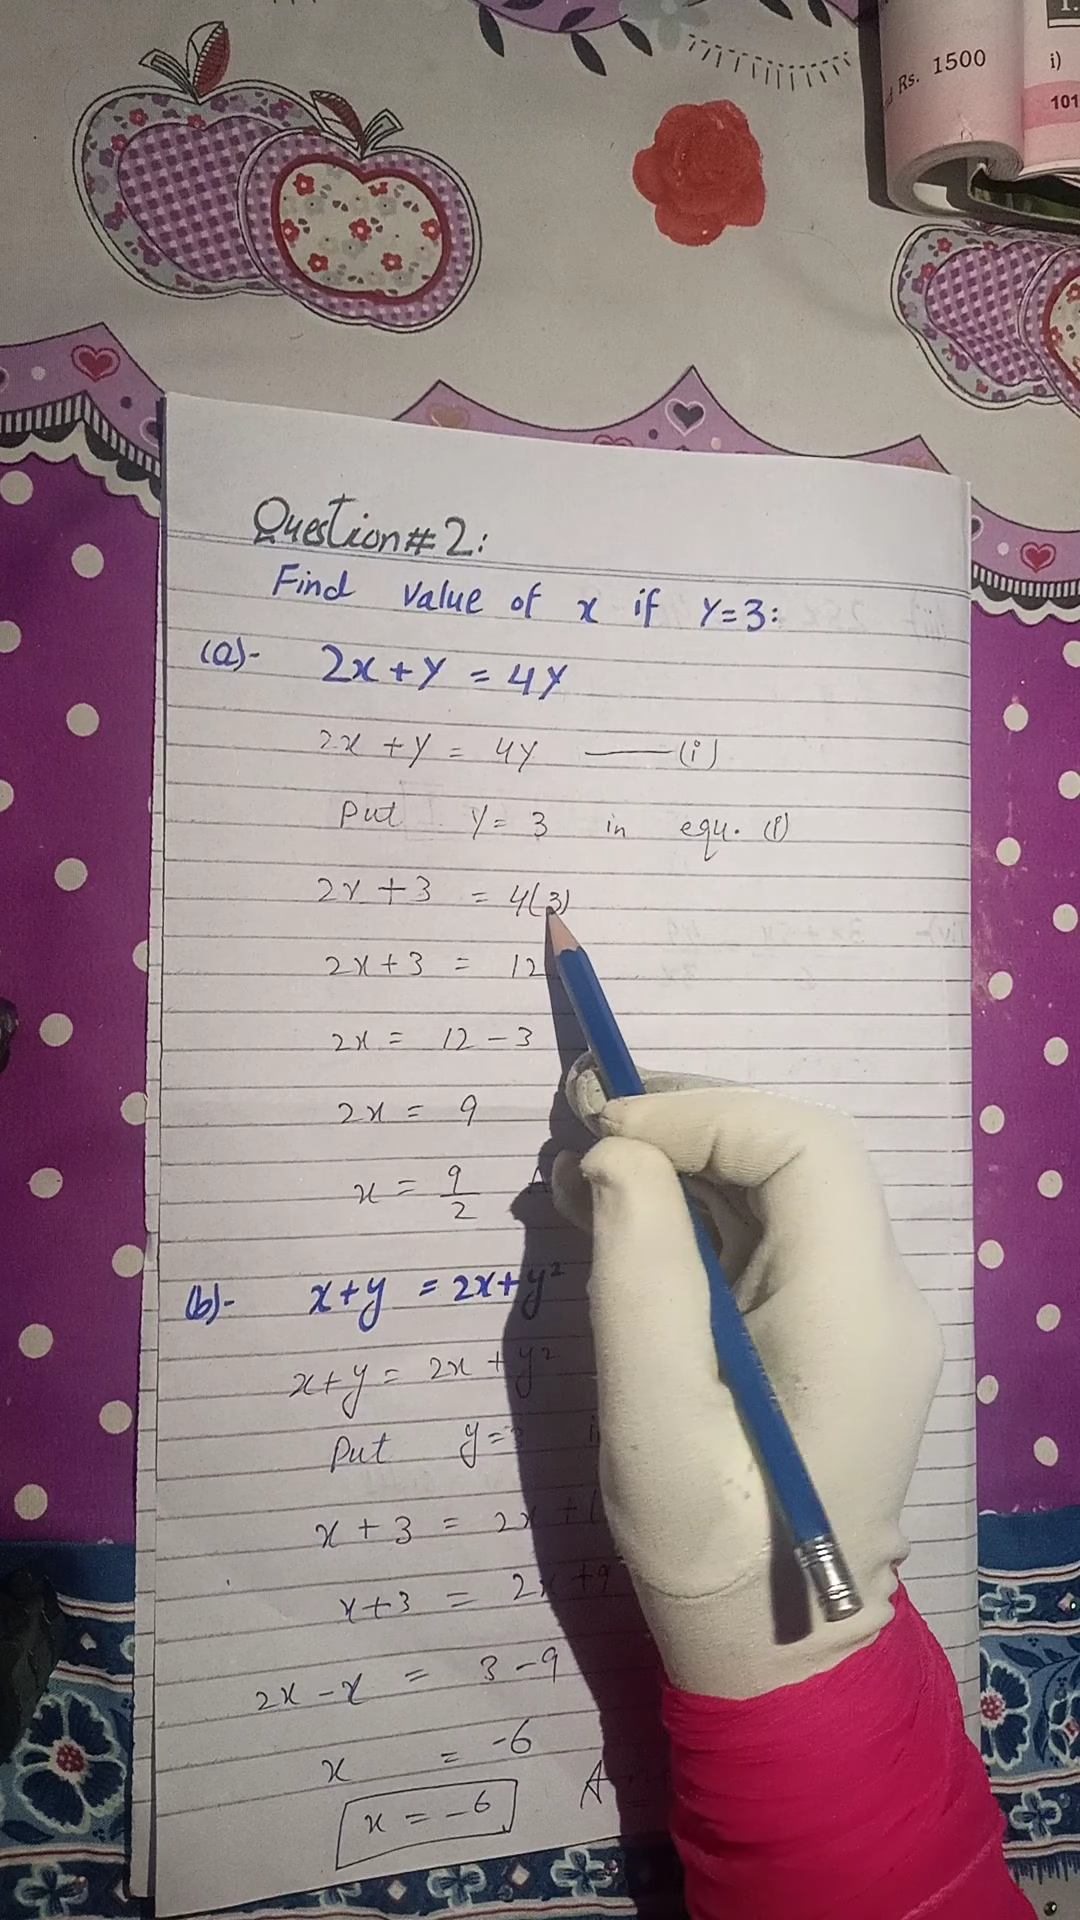 Rs. 1500
i)
101
Question#2:
Find value of x if Y=3:
(a)- 2x+Y = 4Y
2x + Y = 4Y —— (i)
Put Y = 3 in equ. (i)
2x + 3 = 4(3)
2x + 3 = 12
2x = 12 - 3
2x = 9
x = 9/2
(b)- x+y = 2x+y²
x+y = 2x + y²
Put y=3
x + 3 = 2x + (
x+3 = 2x +9
2x - x = 3 - 9
x = -6
x = -6